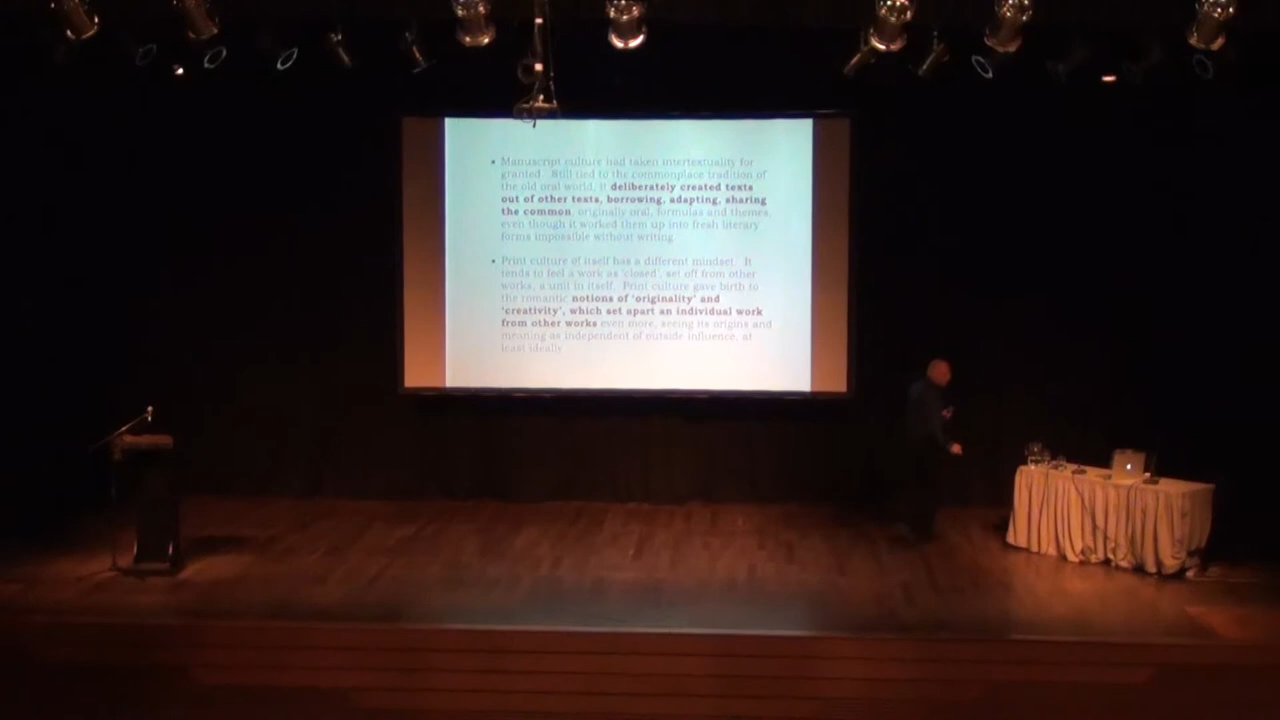 • Manuscript culture had taken intertextuality for
granted. Still tied to the commonplace tradition of
the old oral world, it deliberately created texts
out of other texts, borrowing, adapting, sharing
the common, originally oral, formulas and themes,
even though it worked them up into fresh literary
forms impossible without writing.
• Print culture of itself has a different mindset. It
tends to feel a work as 'closed', set off from other
works, a unit in itself. Print culture gave birth to
the romantic notions of 'originality' and
'creativity', which set apart an individual work
from other works even more, seeing its origins and
meaning as independent of outside influence, at
least ideally